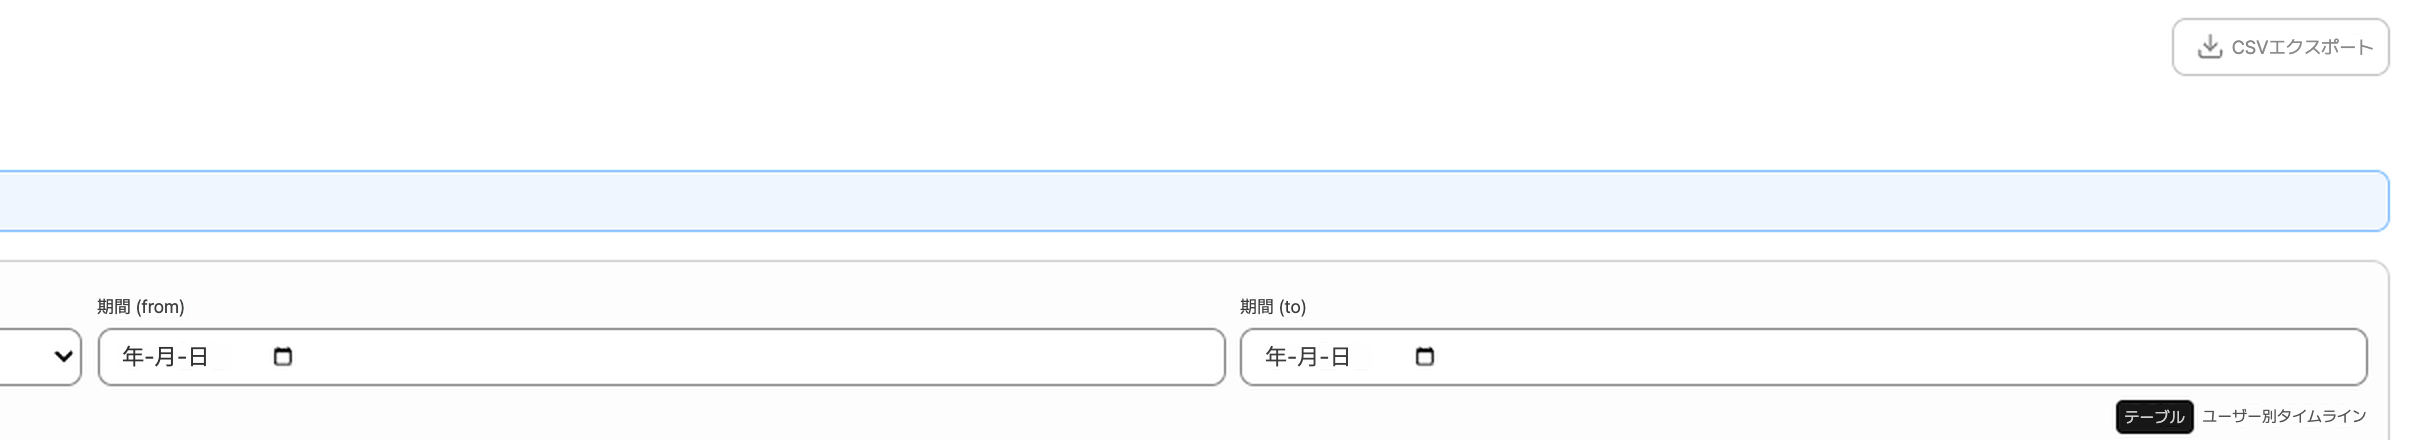 CSVエクスポート
期間 (from)
期間 (to)
年-月-日
年-月-日
テーブル
ユーザー別タイムライン